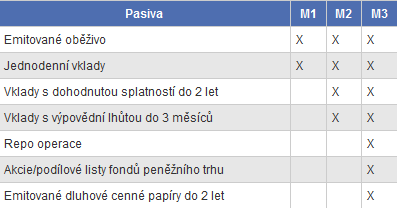 Pasiva M1 M2 M3
Emitované oběživo X X X
Jednodenní vklady X X X
Vklady s dohodnutou splatností do 2 let X X
Vklady s výpovědní lhůtou do 3 měsíců X X
Repo operace X
Akcie/podílové listy fondů peněžního trhu X
Emitované dluhové cenné papíry do 2 let X